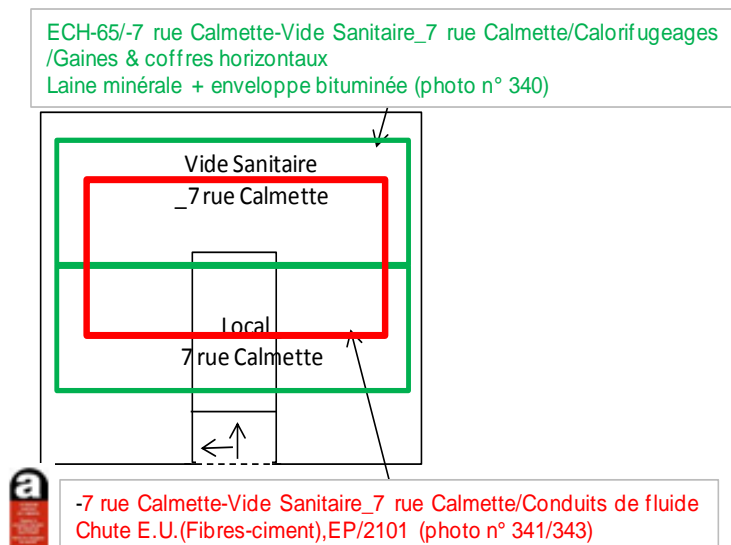 ECH-65/-7 rue Calmette-Vide Sanitaire_7 rue Calmette/Calorifugeages
/Gaines & coffres horizontaux
Laine minérale + enveloppe bituminée (photo n° 340)
Vide Sanitaire
_7 rue Calmette
Local
7 rue Calmette
a
-7 rue Calmette-Vide Sanitaire_7 rue Calmette/Conduits de fluide
Chute E.U.(Fibres-ciment),EP/2101 (photo n° 341/343)